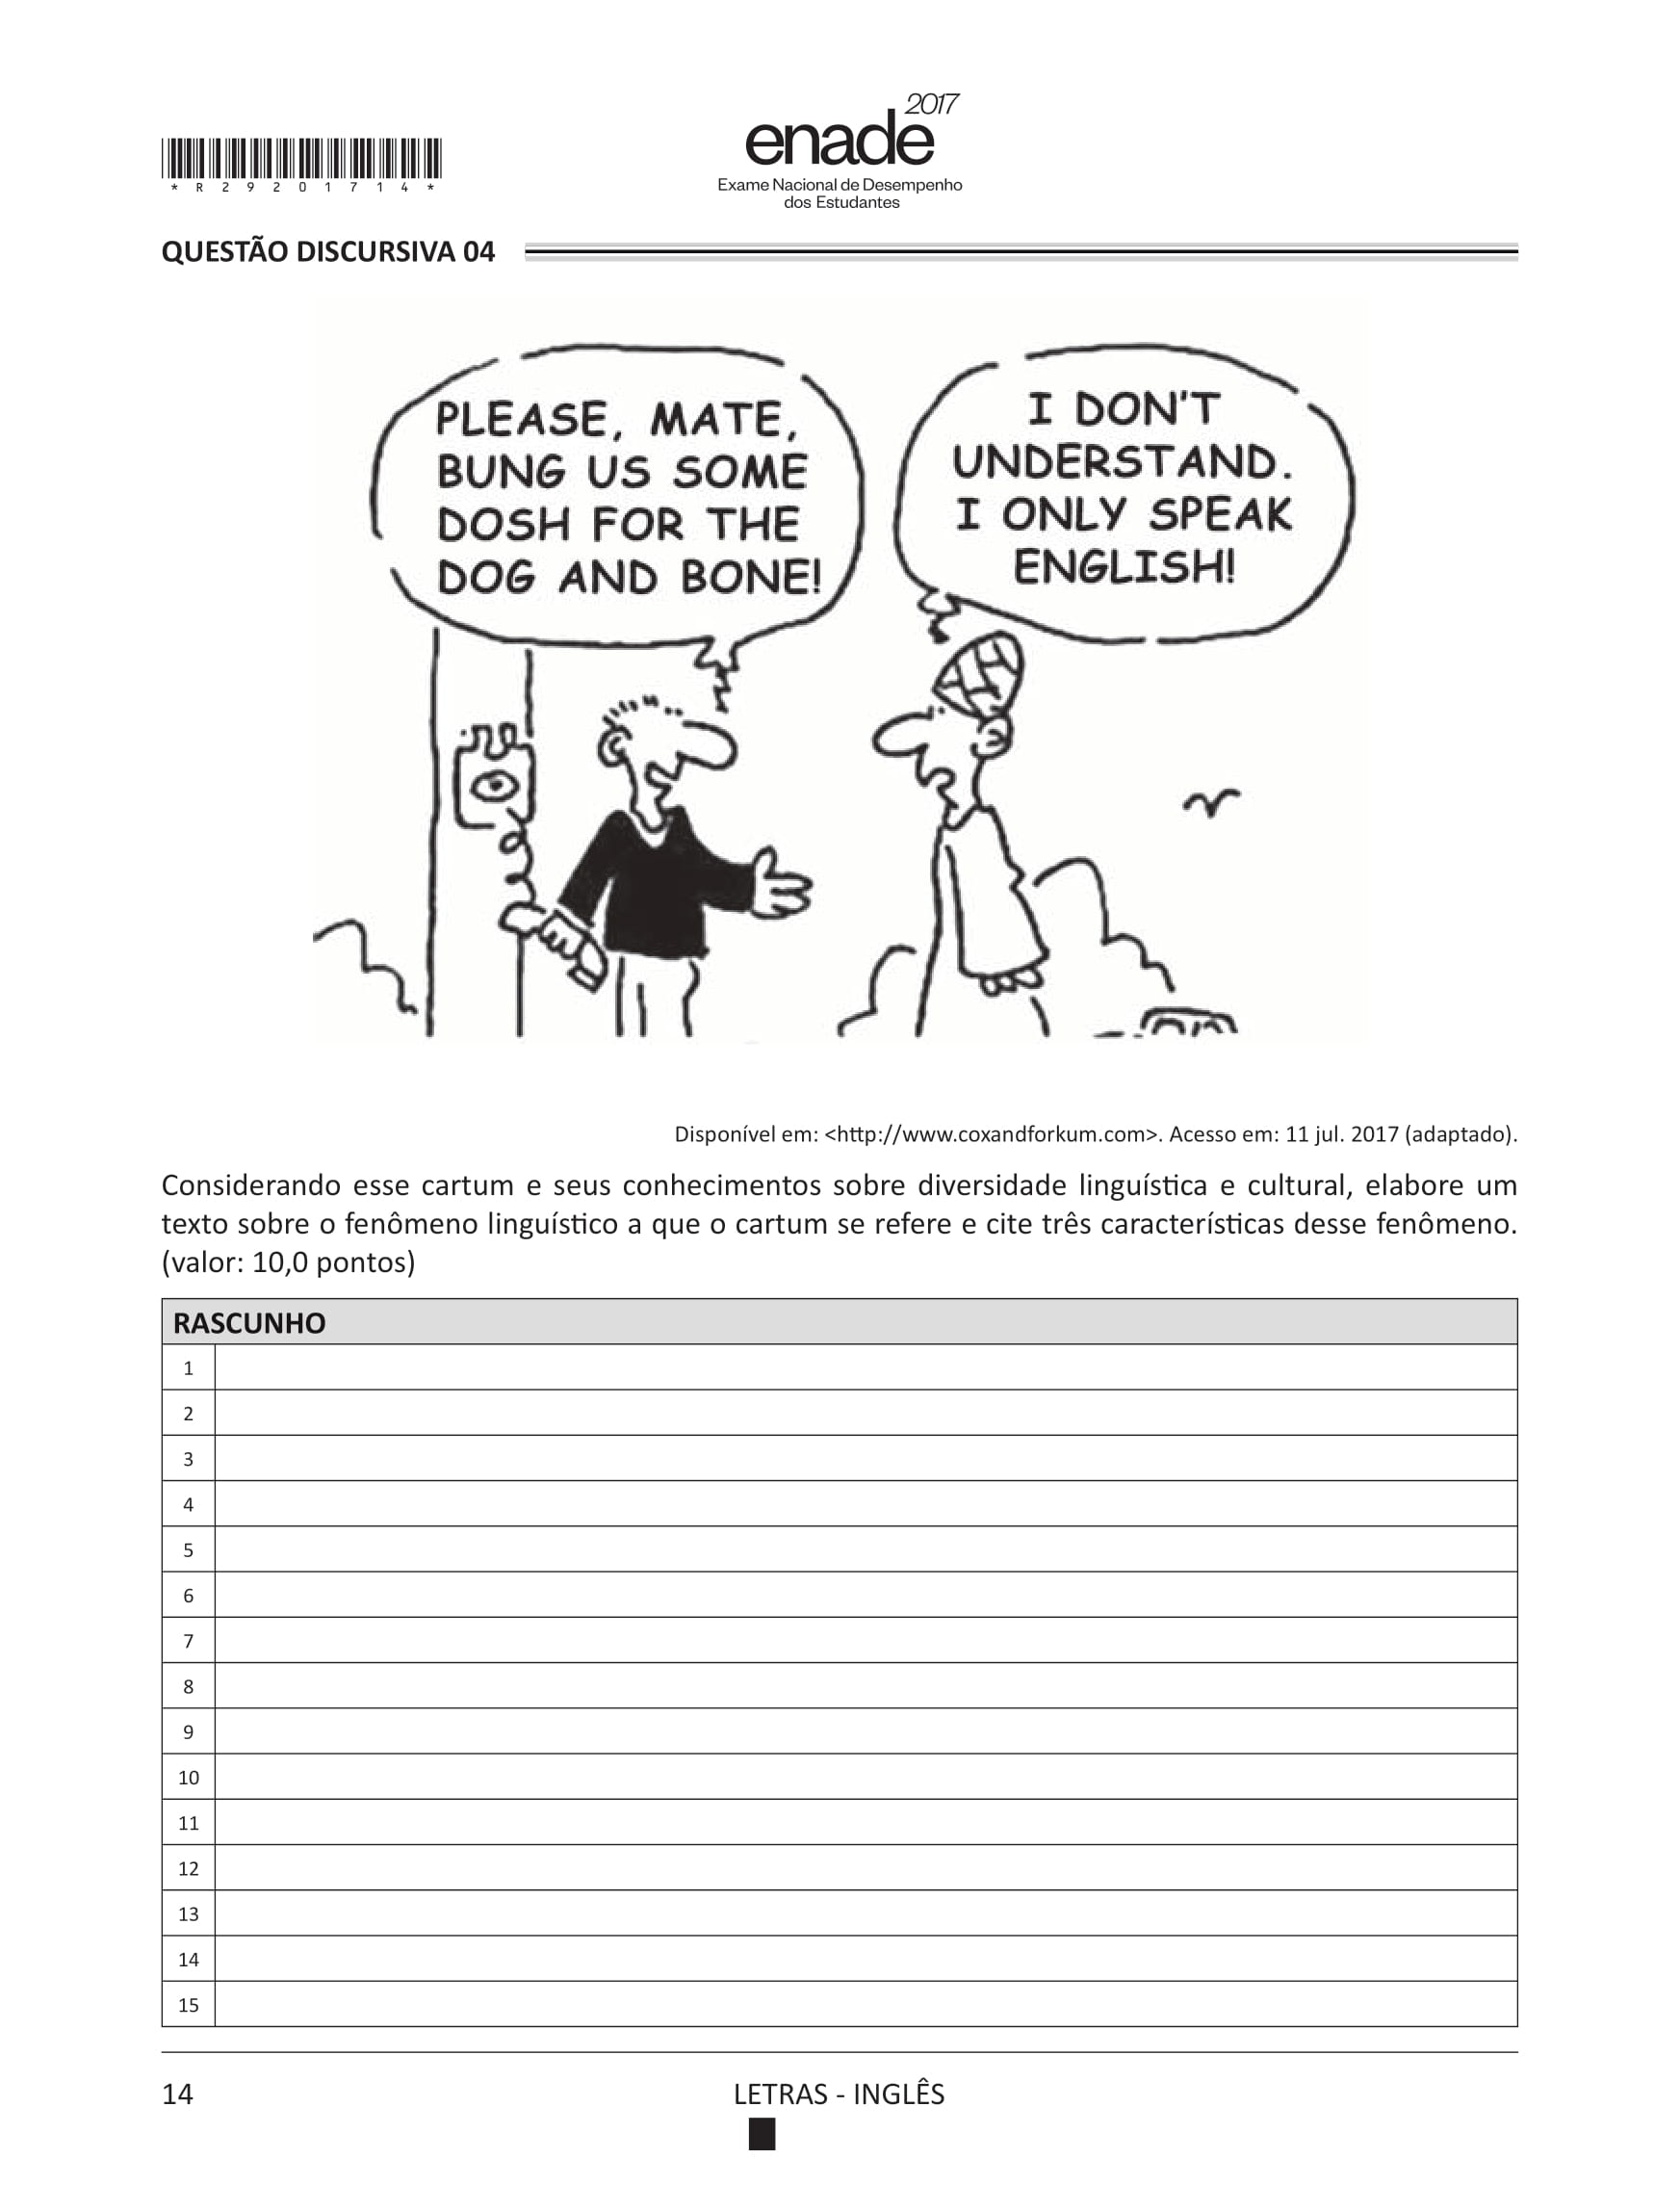 2017
enade
Exame Nacional de Desempenho
dos Estudantes
* R 2 9 2 0 1 7 1 4 *
QUESTÃO DISCURSIVA 04
PLEASE, MATE,
BUNG US SOME
DOSH FOR THE
DOG AND BONE!
I DON'T
UNDERSTAND.
I ONLY SPEAK
ENGLISH!
Disponível em: <http://www.coxandforkum.com>. Acesso em: 11 jul. 2017 (adaptado).
Considerando esse cartum e seus conhecimentos sobre diversidade linguística e cultural, elabore um
texto sobre o fenômeno linguístico a que o cartum se refere e cite três características desse fenômeno.
(valor: 10,0 pontos)
RASCUNHO
1
2
3
4
5
6
7
8
9
10
11
12
13
14
15
14
LETRAS - INGLÊS